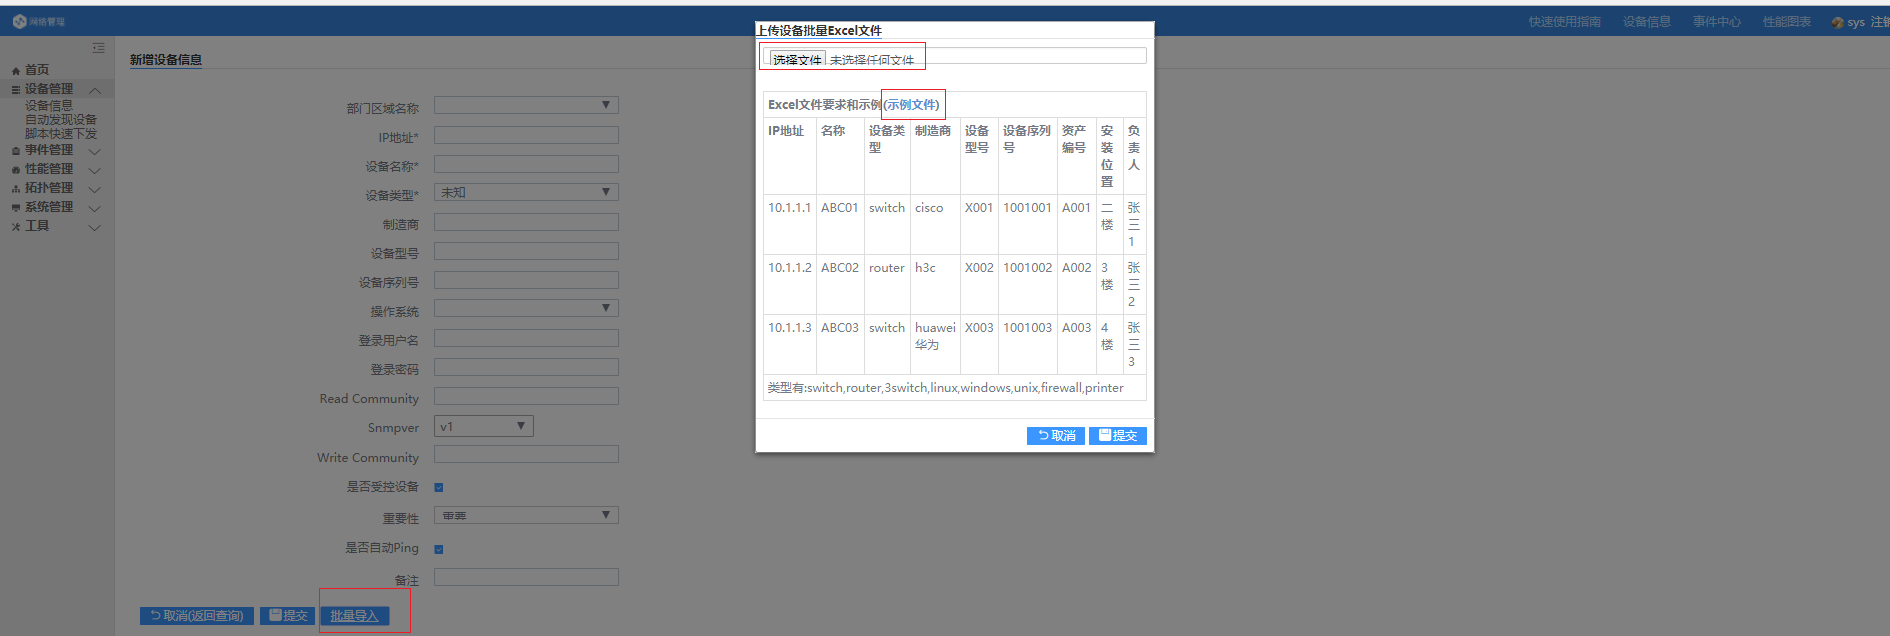 网络管理
快速使用指南 设备信息 事件中心 性能图表 sys 注销
首页
设备管理
设备信息
自动发现设备
脚本快速下发
事件管理
性能管理
拓扑管理
系统管理
工具
新增设备信息
部门区域名称
IP地址*
设备名称*
设备类型* 未知
制造商
设备型号
设备序列号
操作系统
登录用户名
登录密码
Read Community
Snmpver v1
Write Community
是否受控设备
重要性 重要
是否自动Ping
备注
取消(返回查询) 提交 批量导入
上传设备批量Excel文件
选择文件 未选择任何文件
Excel文件要求和示例(示例文件)
IP地址 名称 设备类型 制造商 设备型号 设备序列号 资产编号 安装位置 负责人
10.1.1.1 ABC01 switch cisco X001 1001001 A001 二楼 张三1
10.1.1.2 ABC02 router h3c X002 1001002 A002 3楼 张三2
10.1.1.3 ABC03 switch huawei华为 X003 1001003 A003 4楼 张三3
类型有:switch,router,3switch,linux,windows,unix,firewall,printer
取消 提交